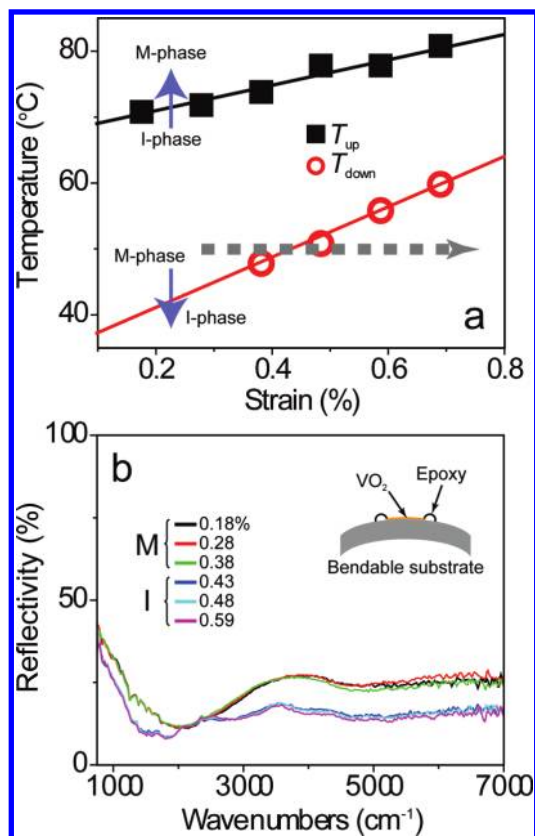 80
60
40
Temperature (°C)
M-phase
I-phase
T_up
T_down
M-phase
I-phase
a
0.2 0.4 0.6 0.8
Strain (%)
100
50
0
Reflectivity (%)
b
VO₂ Epoxy
Bendable substrate
M
0.18%
0.28
0.38
I
0.43
0.48
0.59
1000 3000 5000 7000
Wavenumbers (cm⁻¹)